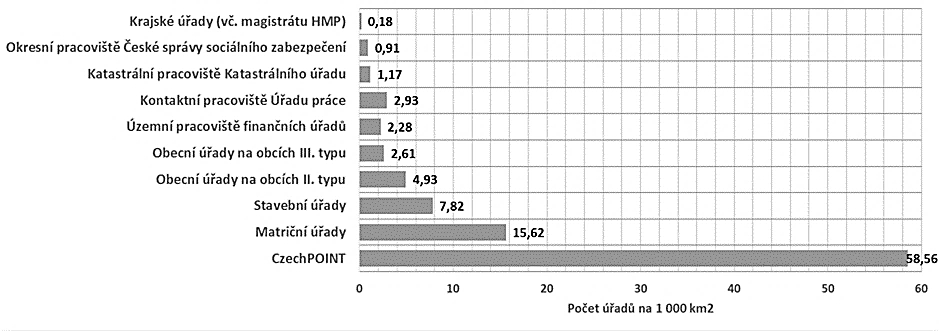 Krajské úřady (vč. magistrátu HMP) 0,18
Okresní pracoviště České správy sociálního zabezpečení 0,91
Katastrální pracoviště Katastrálního úřadu 1,17
Kontaktní pracoviště Úřadu práce 2,93
Územní pracoviště finančních úřadů 2,28
Obecní úřady na obcích III. typu 2,61
Obecní úřady na obcích II. typu 4,93
Stavební úřady 7,82
Matriční úřady 15,62
CzechPOINT 58,56
0 10 20 30 40 50 60
Počet úřadů na 1 000 km2